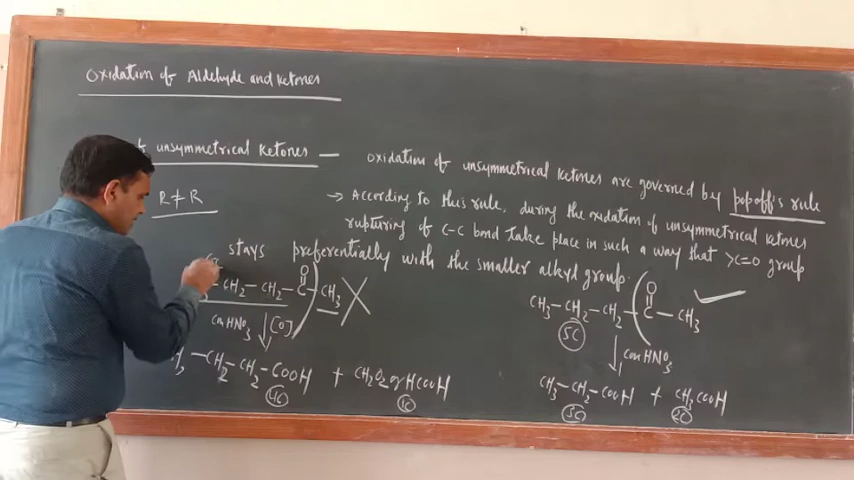 Oxidation of Aldehyde and ketones
unsymmetrical Ketones — oxidation of unsymmetrical ketones are governed by popoff's rule
R ≠ R
→ According to this rule, during the oxidation of unsymmetrical ketones
rupturing of C-C bond take place in such a way that >C=O group
stays preferentially with the smaller alkyl group.
-CH2-CH2-C(=O) CH3 ✗
CH3-CH2-CH2-C(=O)-CH3 ✓
5C
con HNO3 [O]
con HNO3
-CH2-CH2-COOH + CH2O2 or HCOOH
4C
1C
CH3-CH2-COOH + CH3COOH
2C